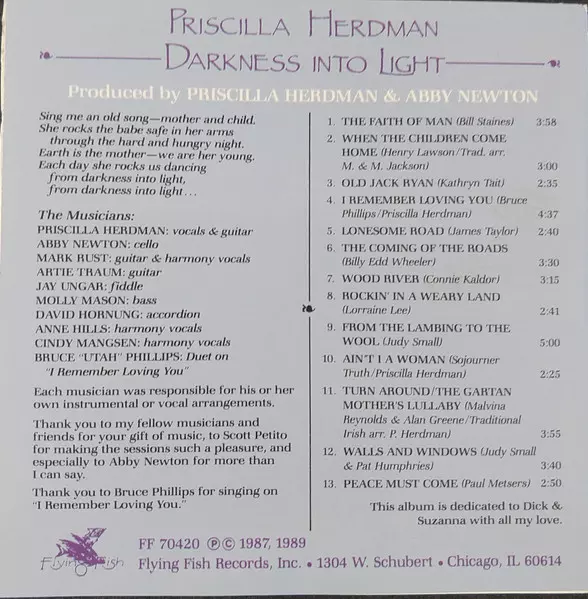 PRISCILLA HERDMAN
DARKNESS INTO LIGHT
Produced by PRISCILLA HERDMAN & ABBY NEWTON
Sing me an old song—mother and child.
She rocks the babe safe in her arms
through the hard and hungry night.
Earth is the mother—we are her young.
Each day she rocks us dancing
from darkness into light,
from darkness into light...
The Musicians:
PRISCILLA HERDMAN: vocals & guitar
ABBY NEWTON: cello
MARK RUST: guitar & harmony vocals
ARTIE TRAUM: guitar
JAY UNGAR: fiddle
MOLLY MASON: bass
DAVID HORNUNG: accordion
ANNE HILLS: harmony vocals
CINDY MANGSEN: harmony vocals
BRUCE "UTAH" PHILLIPS: Duet on
"I Remember Loving You"
Each musician was responsible for his or her
own instrumental or vocal arrangements.
Thank you to my fellow musicians and
friends for your gift of music, to Scott Petito
for making the sessions such a pleasure, and
especially to Abby Newton for more than
I can say.
Thank you to Bruce Phillips for singing on
"I Remember Loving You."
1. THE FAITH OF MAN (Bill Staines) 3:58
2. WHEN THE CHILDREN COME
HOME (Henry Lawson/Trad. arr.
M. & M. Jackson) 3:00
3. OLD JACK RYAN (Kathryn Tait) 2:35
4. I REMEMBER LOVING YOU (Bruce
Phillips/Priscilla Herdman) 4:37
5. LONESOME ROAD (James Taylor) 2:40
6. THE COMING OF THE ROADS
(Billy Edd Wheeler) 3:30
7. WOOD RIVER (Connie Kaldor) 3:15
8. ROCKIN' IN A WEARY LAND
(Lorraine Lee) 2:41
9. FROM THE LAMBING TO THE
WOOL (Judy Small) 5:00
10. AIN'T I A WOMAN (Sojourner
Truth/Priscilla Herdman) 2:25
11. TURN AROUND/THE GARTAN
MOTHER'S LULLABY (Malvina
Reynolds & Alan Greene/Traditional
Irish arr. P. Herdman) 3:55
12. WALLS AND WINDOWS (Judy Small
& Pat Humphries) 3:40
13. PEACE MUST COME (Paul Metsers) 2:50
This album is dedicated to Dick &
Suzanna with all my love.
Flying Fish
FF 70420 ℗© 1987, 1989
Flying Fish Records, Inc. • 1304 W. Schubert • Chicago, IL 60614